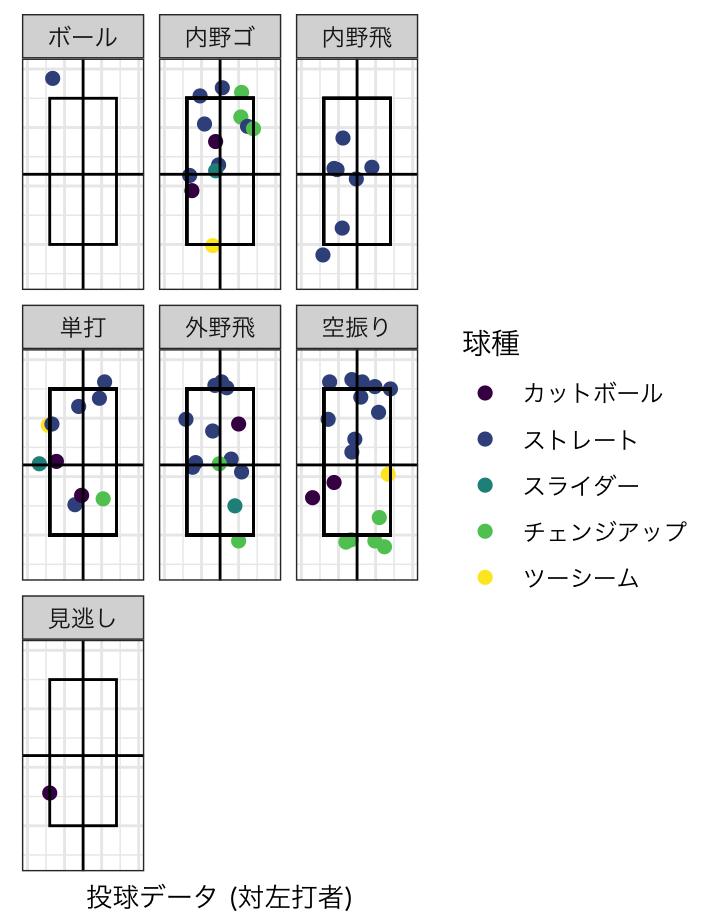 ボール
内野ゴ
内野飛
単打
外野飛
空振り
見逃し
球種
カットボール
ストレート
スライダー
チェンジアップ
ツーシーム
投球データ (対左打者)